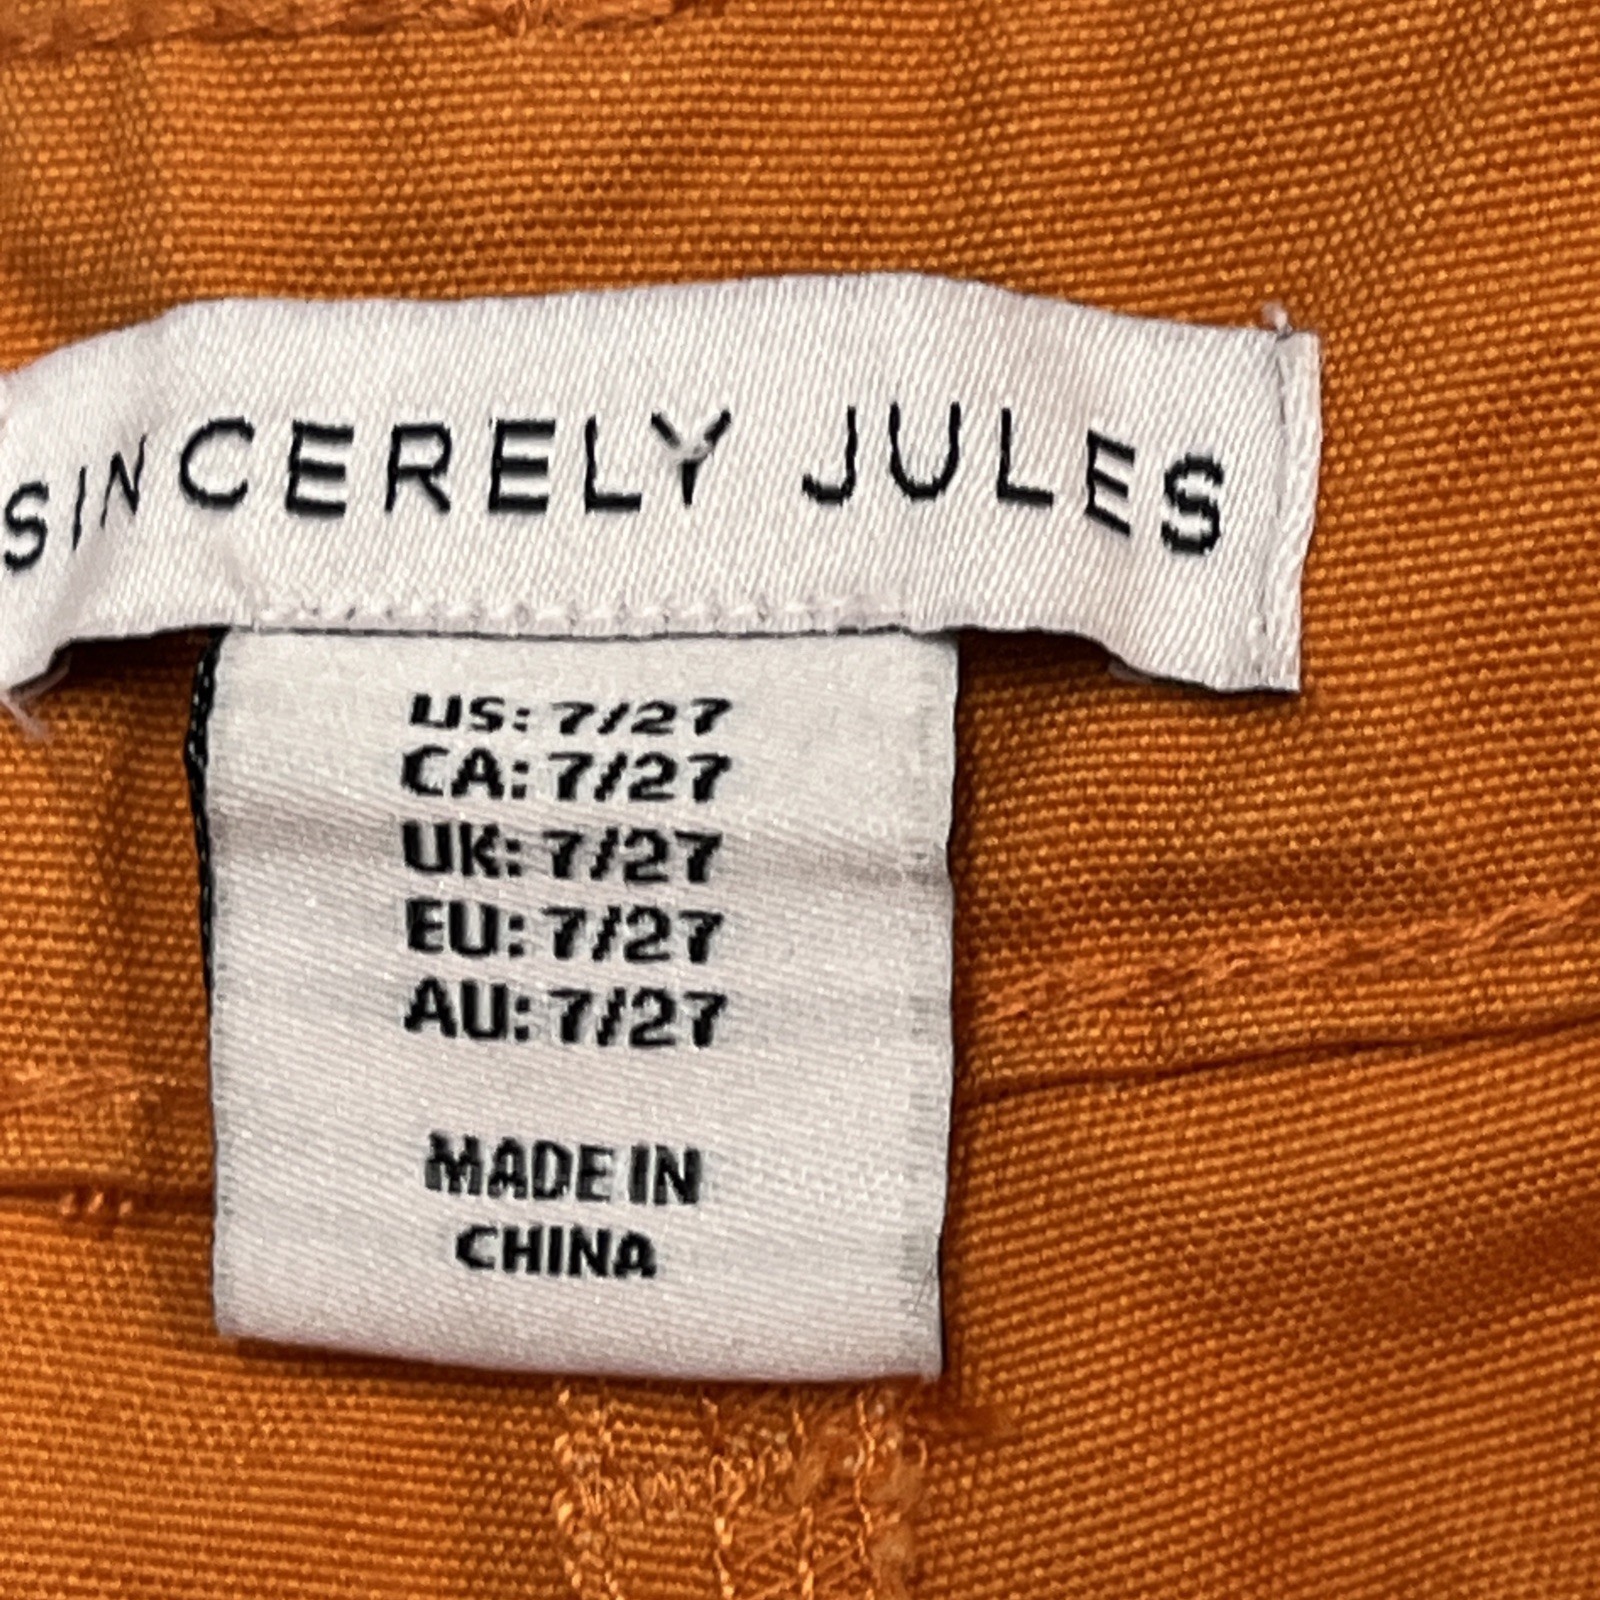 SINCERELY JULES
US: 7/27
CA: 7/27
UK: 7/27
EU: 7/27
AU: 7/27
MADE IN
CHINA